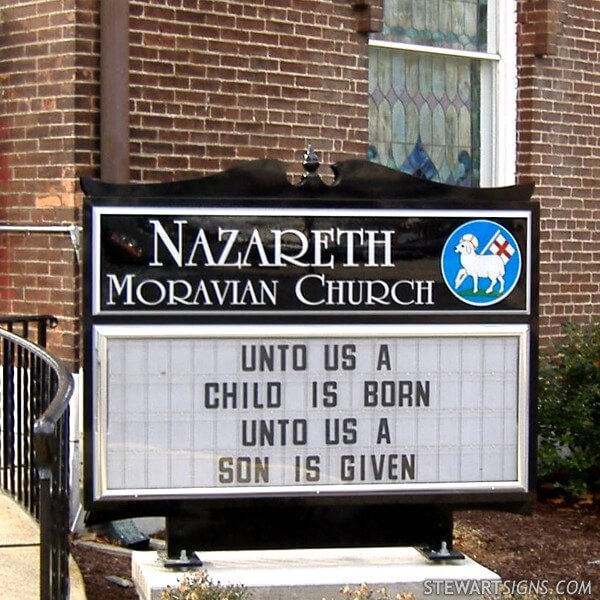 NAZARETH
MORAVIAN CHURCH
UNTO US A
CHILD IS BORN
UNTO US A
SON IS GIVEN
STEWARTSIGNS.COM